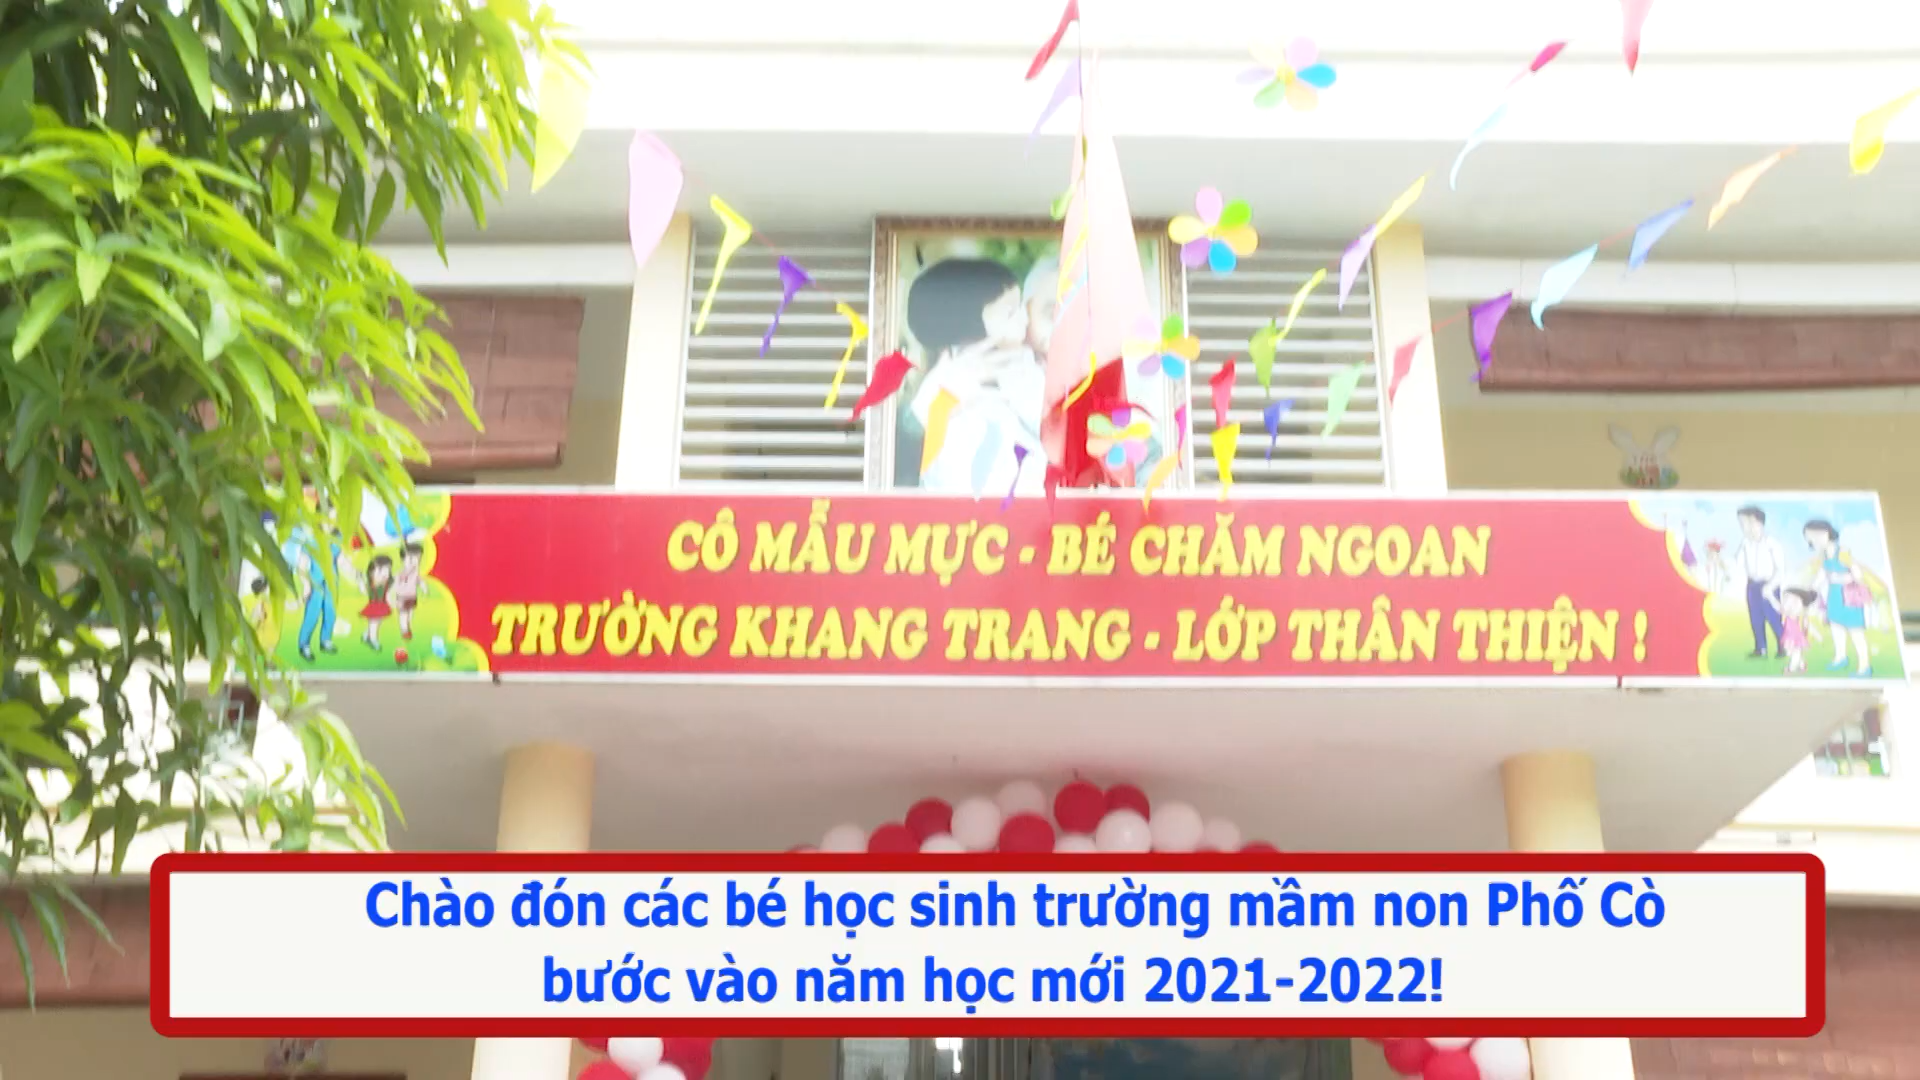 CÔ MẪU MỰC - BÉ CHĂM NGOAN
TRƯỜNG KHANG TRANG - LỚP THÂN THIỆN !
Chào đón các bé học sinh trường mầm non Phố Cò
bước vào năm học mới 2021-2022!